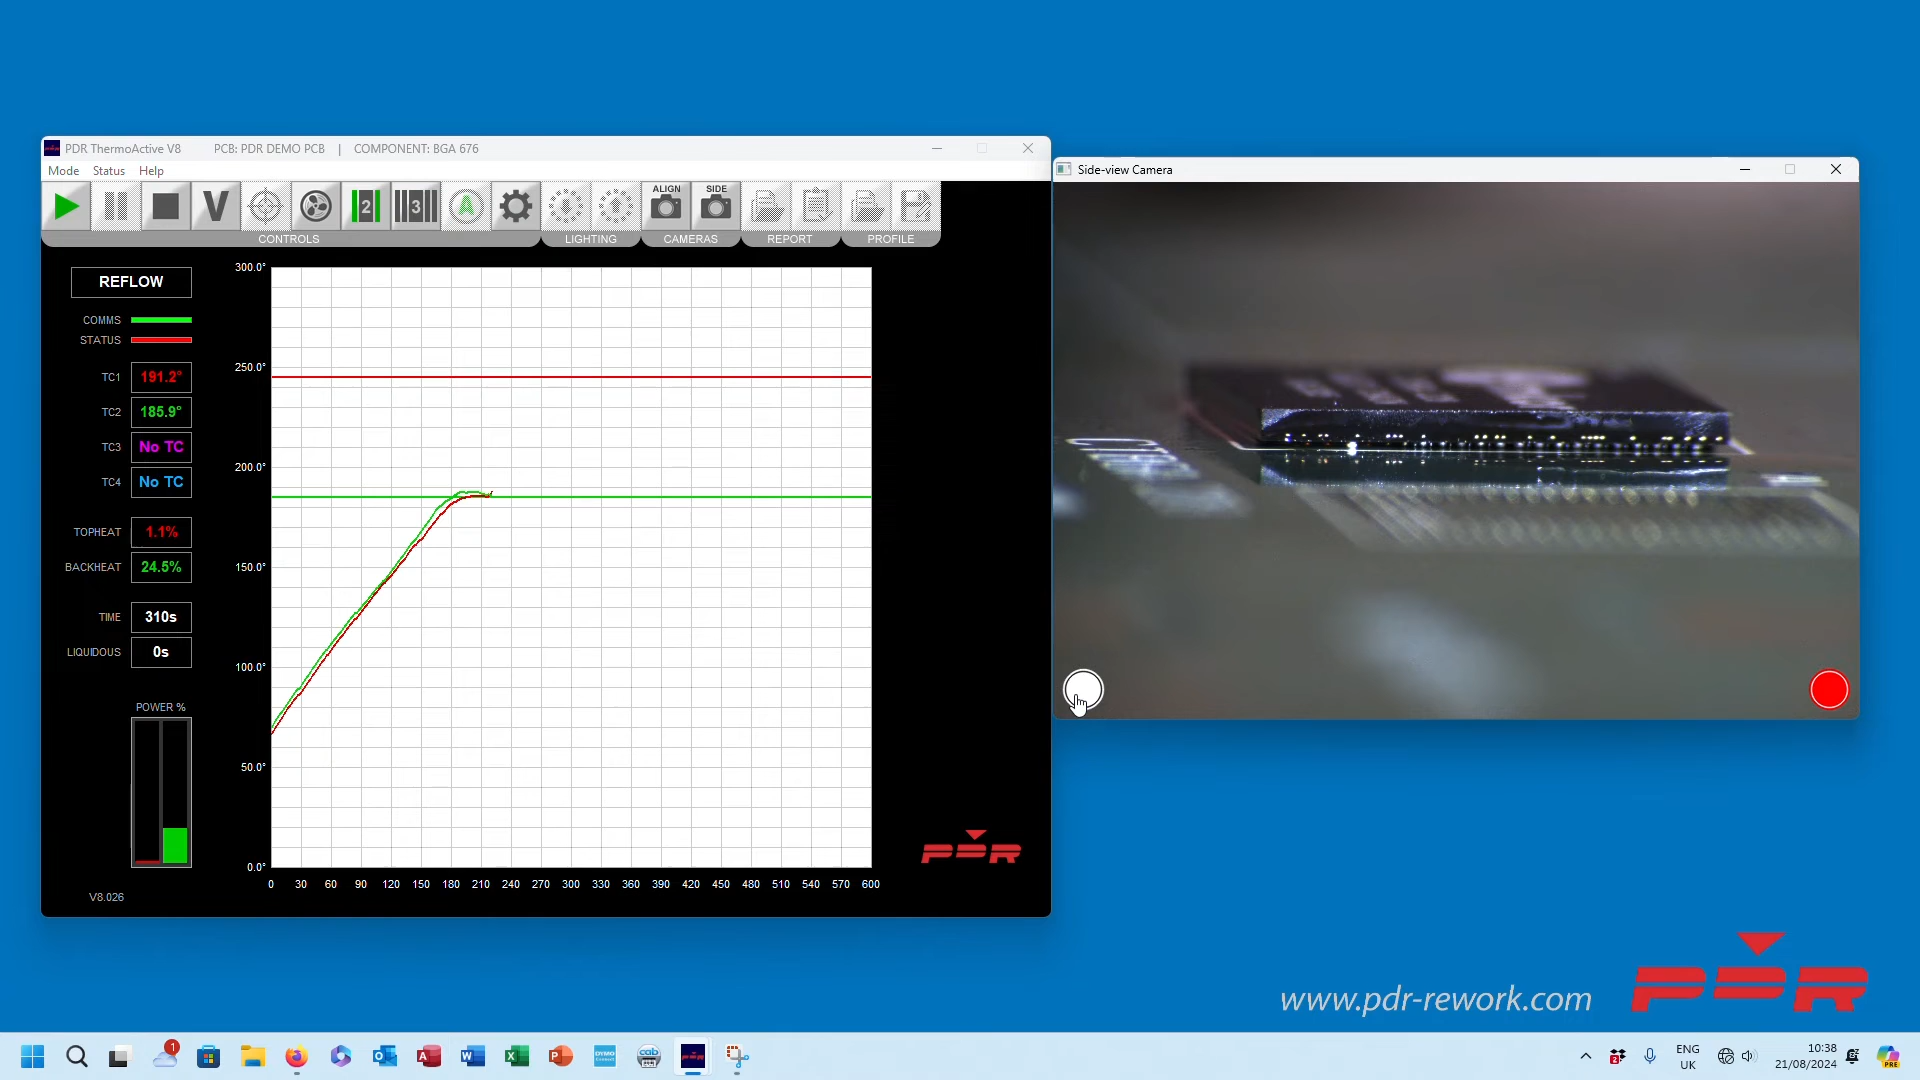 PDR ThermoActive V8 PCB: PDR DEMO PCB | COMPONENT: BGA 676
Mode Status Help
V 2 3 A ALIGN SIDE
CONTROLS LIGHTING CAMERAS REPORT PROFILE
REFLOW
COMMS
STATUS
TC1 191.2°
TC2 185.9°
TC3 No TC
TC4 No TC
TOPHEAT 1.1%
BACKHEAT 24.5%
TIME 310s
LIQUIDOUS 0s
POWER %
V8.026
300.0°
250.0°
200.0°
150.0°
100.0°
50.0°
0.0°
0 30 60 90 120 150 180 210 240 270 300 330 360 390 420 450 480 510 540 570 600
PDR
Side-view Camera
www.pdr-rework.com PDR
1
DYMO
cab
2
ENG
UK
10:38
21/08/2024
PRE